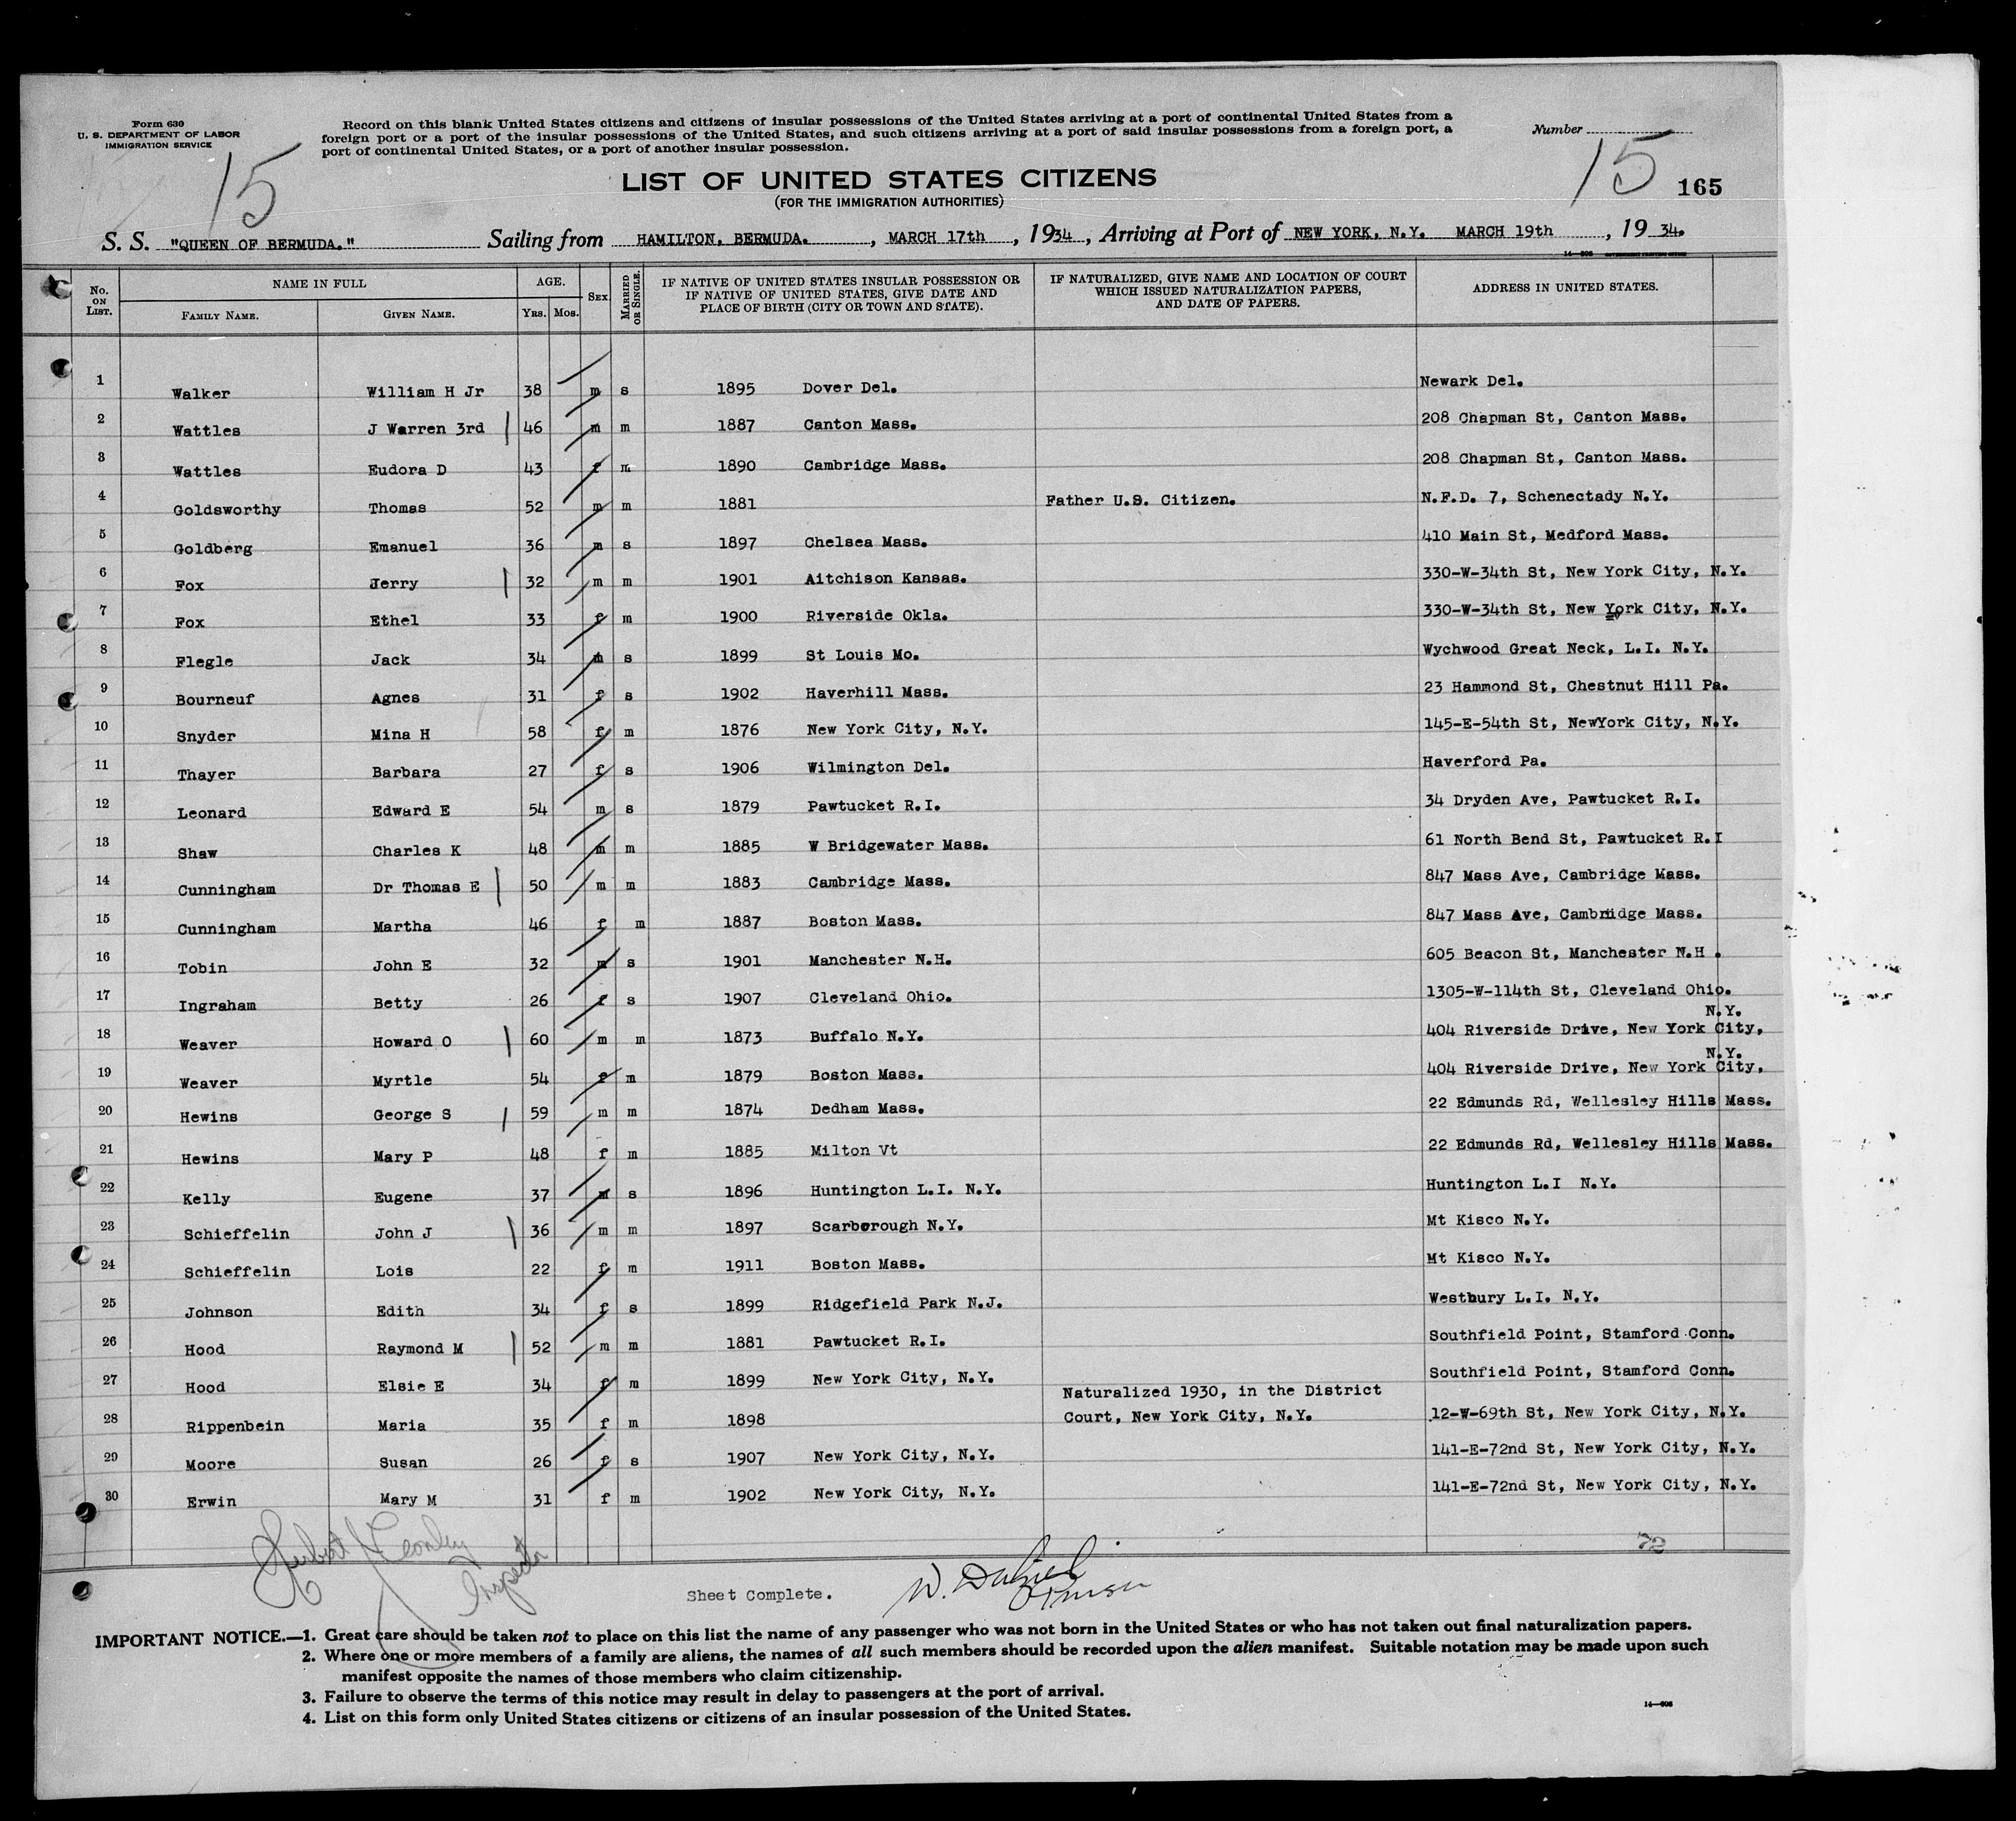 Form 630
U. S. DEPARTMENT OF LABOR
IMMIGRATION SERVICE
Record on this blank United States citizens and citizens of insular possessions of the United States arriving at a port of continental United States from a
foreign port or a port of the insular possessions of the United States, and such citizens arriving at a port of said insular possessions from a foreign port, a
port of continental United States, or a port of another insular possession.
Number
15
15
165
LIST OF UNITED STATES CITIZENS
(FOR THE IMMIGRATION AUTHORITIES)
S. S. "QUEEN OF BERMUDA." Sailing from HAMILTON, BERMUDA. , MARCH 17th , 1934 , Arriving at Port of NEW YORK, N.Y. MARCH 19th , 19 34.
14—606 GOVERNMENT PRINTING OFFICE
No. ON LIST. NAME IN FULL FAMILY NAME. GIVEN NAME. AGE. YRS. MOS. SEX MARRIED OR SINGLE. IF NATIVE OF UNITED STATES INSULAR POSSESSION OR IF NATIVE OF UNITED STATES, GIVE DATE AND PLACE OF BIRTH (CITY OR TOWN AND STATE). IF NATURALIZED, GIVE NAME AND LOCATION OF COURT WHICH ISSUED NATURALIZATION PAPERS, AND DATE OF PAPERS. ADDRESS IN UNITED STATES.
1 Walker William H Jr 38 m s 1895 Dover Del. Newark Del.
2 Wattles J Warren 3rd 46 m m 1887 Canton Mass. 208 Chapman St, Canton Mass.
3 Wattles Eudora D 43 f m 1890 Cambridge Mass. 208 Chapman St, Canton Mass.
4 Goldsworthy Thomas 52 m m 1881 Father U.S. Citizen. N.F.D. 7, Schenectady N.Y.
5 Goldberg Emanuel 36 m s 1897 Chelsea Mass. 410 Main St, Medford Mass.
6 Fox Jerry 32 m m 1901 Aitchison Kansas. 330-W-34th St, New York City, N.Y.
7 Fox Ethel 33 f m 1900 Riverside Okla. 330-W-34th St, New York City, N.Y.
8 Flegle Jack 34 m s 1899 St Louis Mo. Wychwood Great Neck, L.I. N.Y.
9 Bourneuf Agnes 31 f s 1902 Haverhill Mass. 23 Hammond St, Chestnut Hill Pa.
10 Snyder Mina H 58 f m 1876 New York City, N.Y. 145-E-54th St, NewYork City, N.Y.
11 Thayer Barbara 27 f s 1906 Wilmington Del. Haverford Pa.
12 Leonard Edward E 54 m s 1879 Pawtucket R.I. 34 Dryden Ave, Pawtucket R.I.
13 Shaw Charles K 48 m m 1885 W Bridgewater Mass. 61 North Bend St, Pawtucket R.I
14 Cunningham Dr Thomas E 50 m m 1883 Cambridge Mass. 847 Mass Ave, Cambridge Mass.
15 Cunningham Martha 46 f m 1887 Boston Mass. 847 Mass Ave, Cambridge Mass.
16 Tobin John E 32 m s 1901 Manchester N.H. 605 Beacon St, Manchester N.H .
17 Ingraham Betty 26 f s 1907 Cleveland Ohio. 1305-W-114th St, Cleveland Ohio.
N.Y.
18 Weaver Howard O 60 m m 1873 Buffalo N.Y. 404 Riverside Drive, New York City,
N.Y.
19 Weaver Myrtle 54 f m 1879 Boston Mass. 404 Riverside Drive, New York City,
20 Hewins George S 59 m m 1874 Dedham Mass. 22 Edmunds Rd, Wellesley Hills Mass.
21 Hewins Mary P 48 f m 1885 Milton Vt 22 Edmunds Rd, Wellesley Hills Mass.
22 Kelly Eugene 37 m s 1896 Huntington L.I. N.Y. Huntington L.I N.Y.
23 Schieffelin John J 36 m m 1897 Scarborough N.Y. Mt Kisco N.Y.
24 Schieffelin Lois 22 f m 1911 Boston Mass. Mt Kisco N.Y.
25 Johnson Edith 34 f s 1899 Ridgefield Park N.J. Westbury L.I. N.Y.
26 Hood Raymond M 52 m m 1881 Pawtucket R.I. Southfield Point, Stamford Conn.
27 Hood Elsie E 34 f m 1899 New York City, N.Y. Southfield Point, Stamford Conn.
Naturalized 1930, in the District
28 Rippenbein Maria 35 f m 1898 Court, New York City, N.Y. 12-W-69th St, New York City, N.Y.
29 Moore Susan 26 f s 1907 New York City, N.Y. 141-E-72nd St, New York City, N.Y.
30 Erwin Mary M 31 f m 1902 New York City, N.Y. 141-E-72nd St, New York City, N.Y.
72
Inspector
Sheet Complete.
IMPORTANT NOTICE.—1. Great care should be taken not to place on this list the name of any passenger who was not born in the United States or who has not taken out final naturalization papers.
2. Where one or more members of a family are aliens, the names of all such members should be recorded upon the alien manifest. Suitable notation may be made upon such
manifest opposite the names of those members who claim citizenship.
3. Failure to observe the terms of this notice may result in delay to passengers at the port of arrival.
4. List on this form only United States citizens or citizens of an insular possession of the United States.
14—606